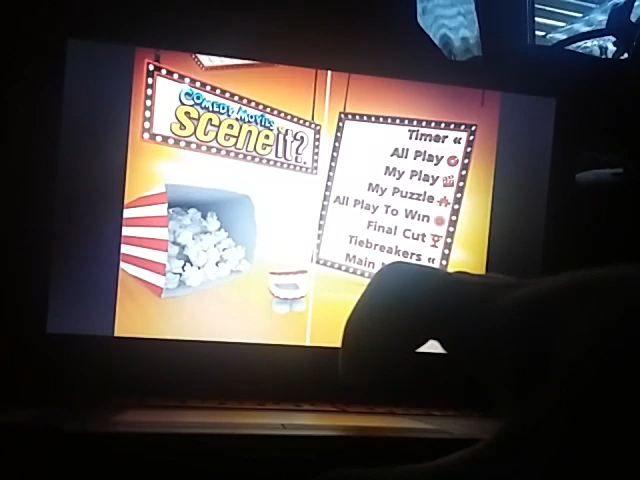 COMEDY MOVIES
scene it?
Timer «
All Play
My Play
My Puzzle
All Play To Win
Final Cut
Tiebreakers «
Main